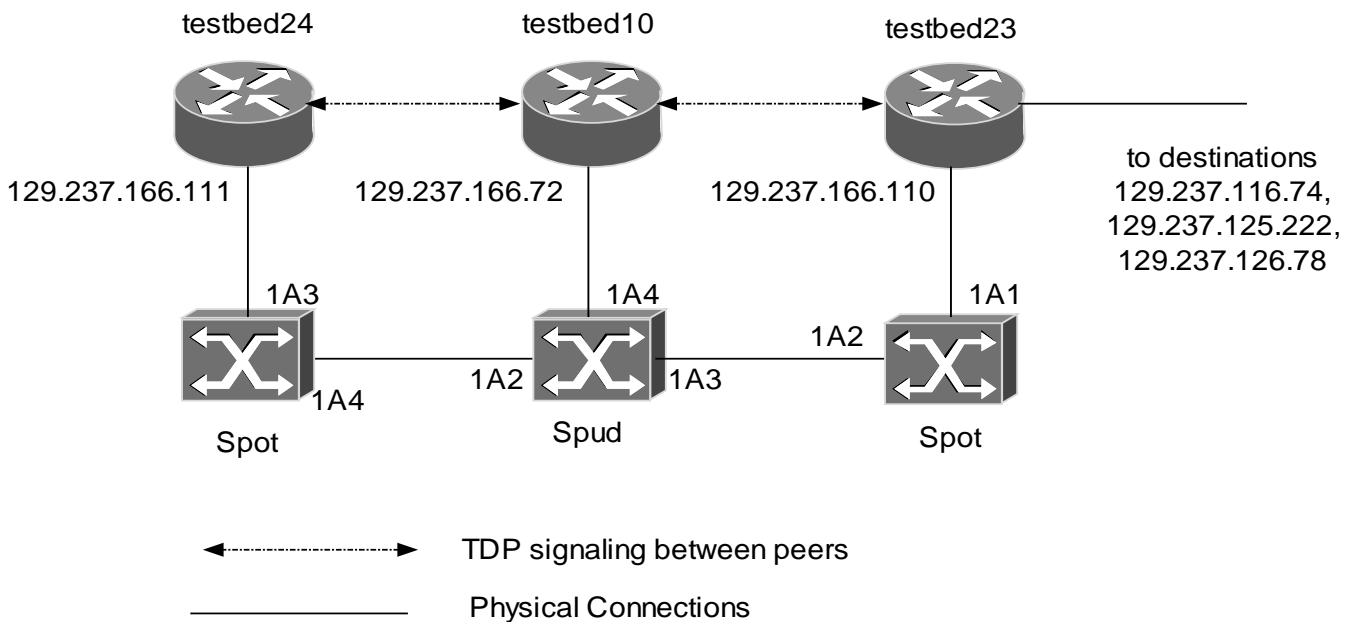 testbed24
testbed10
testbed23
129.237.166.111
129.237.166.72
129.237.166.110
to destinations
129.237.116.74,
129.237.125.222,
129.237.126.78
1A3
1A4
1A1
1A2
1A4
1A2
1A3
Spot
Spud
Spot
TDP signaling between peers
Physical Connections